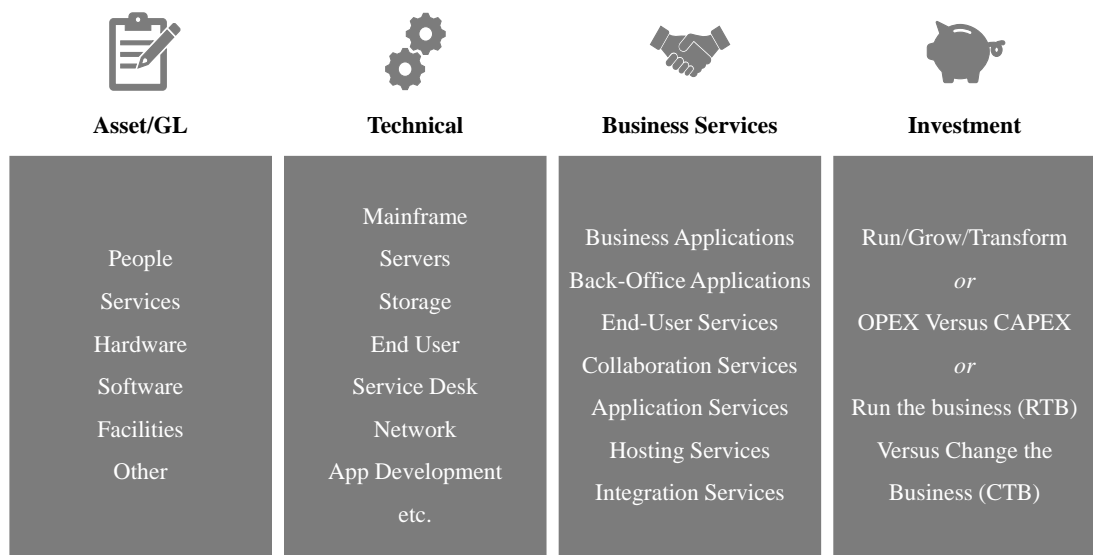 Asset/GL
People
Services
Hardware
Software
Facilities
Other
Technical
Mainframe
Servers
Storage
End User
Service Desk
Network
App Development
etc.
Business Services
Business Applications
Back-Office Applications
End-User Services
Collaboration Services
Application Services
Hosting Services
Integration Services
Investment
Run/Grow/Transform
or
OPEX Versus CAPEX
or
Run the business (RTB)
Versus Change the
Business (CTB)